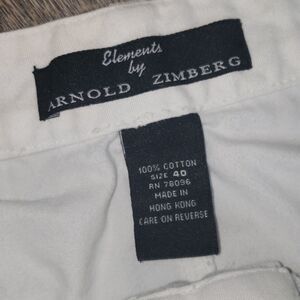 Elements
by
ARNOLD ZIMBERG
100% COTTON
SIZE 40
RN 78096
MADE IN
HONG KONG
CARE ON REVERSE